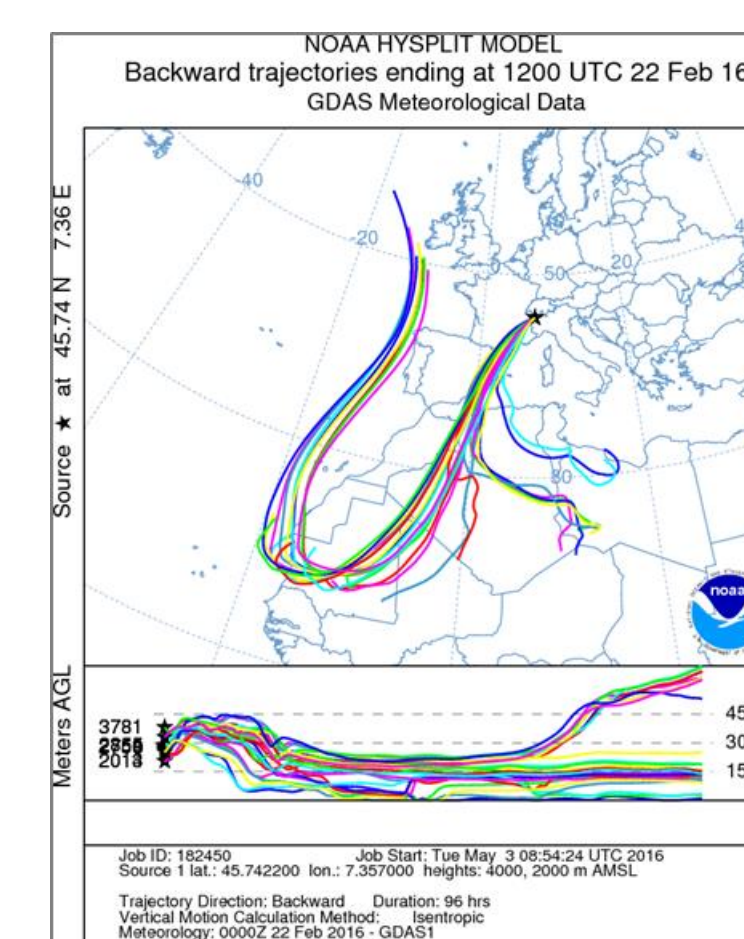 NOAA HYSPLIT MODEL
Backward trajectories ending at 1200 UTC 22 Feb 16
GDAS Meteorological Data
Source ★ at 45.74 N 7.36 E
-40
-20
0
50
20
4
30
noaa
Meters AGL
3781
2013
45
30
15
Job ID: 182450 Job Start: Tue May 3 08:54:24 UTC 2016
Source 1 lat.: 45.742200 lon.: 7.357000 heights: 4000, 2000 m AMSL
Trajectory Direction: Backward Duration: 96 hrs
Vertical Motion Calculation Method: Isentropic
Meteorology: 0000Z 22 Feb 2016 - GDAS1